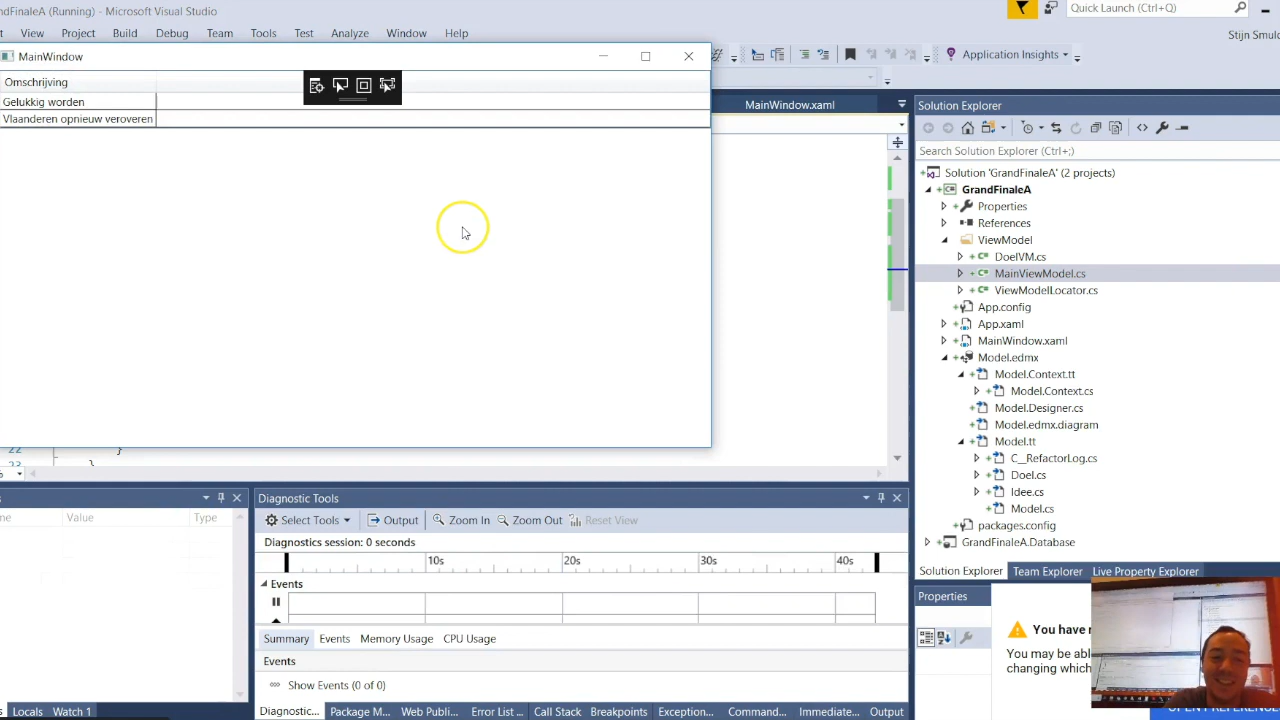 GrandFinaleA (Running) - Microsoft Visual Studio
Quick Launch (Ctrl+Q)
View Project Build Debug Team Tools Test Analyze Window Help
Stijn
MainWindow
Application Insights
Omschrijving
Gelukkig worden
Vlaanderen opnieuw veroveren
MainWindow.xaml
Solution Explorer
Search Solution Explorer (Ctrl+;)
Solution 'GrandFinaleA' (2 projects)
GrandFinaleA
Properties
References
ViewModel
DoelVM.cs
MainViewModel.cs
ViewModelLocator.cs
App.config
App.xaml
MainWindow.xaml
Model.edmx
Model.Context.tt
Model.Context.cs
Model.Designer.cs
Model.edmx.diagram
Model.tt
C__RefactorLog.cs
Doel.cs
Idee.cs
Model.cs
packages.config
GrandFinaleA.Database
Solution Explorer Team Explorer Live Property Explorer
22 }
23 }
Value Type
Locals Watch 1
Diagnostic Tools
Select Tools Output Zoom In Zoom Out Reset View
Diagnostics session: 0 seconds
10s 20s 30s 40s
Events
Summary Events Memory Usage CPU Usage
Events
Show Events (0 of 0)
Diagnostic... Package M... Web Publi... Error List ... Call Stack Breakpoints Exception... Command... Immediate... Output
Properties
You have
You may be
changing which